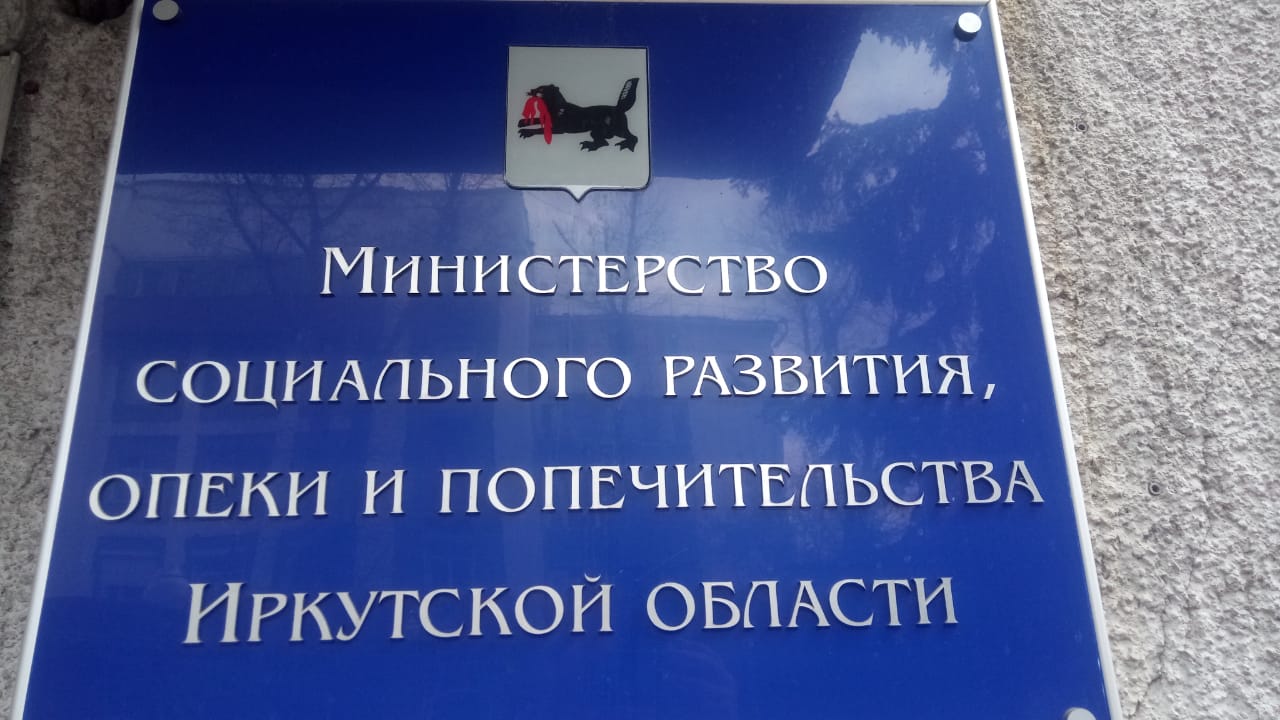 Министерство
социального развития,
опеки и попечительства
Иркутской области